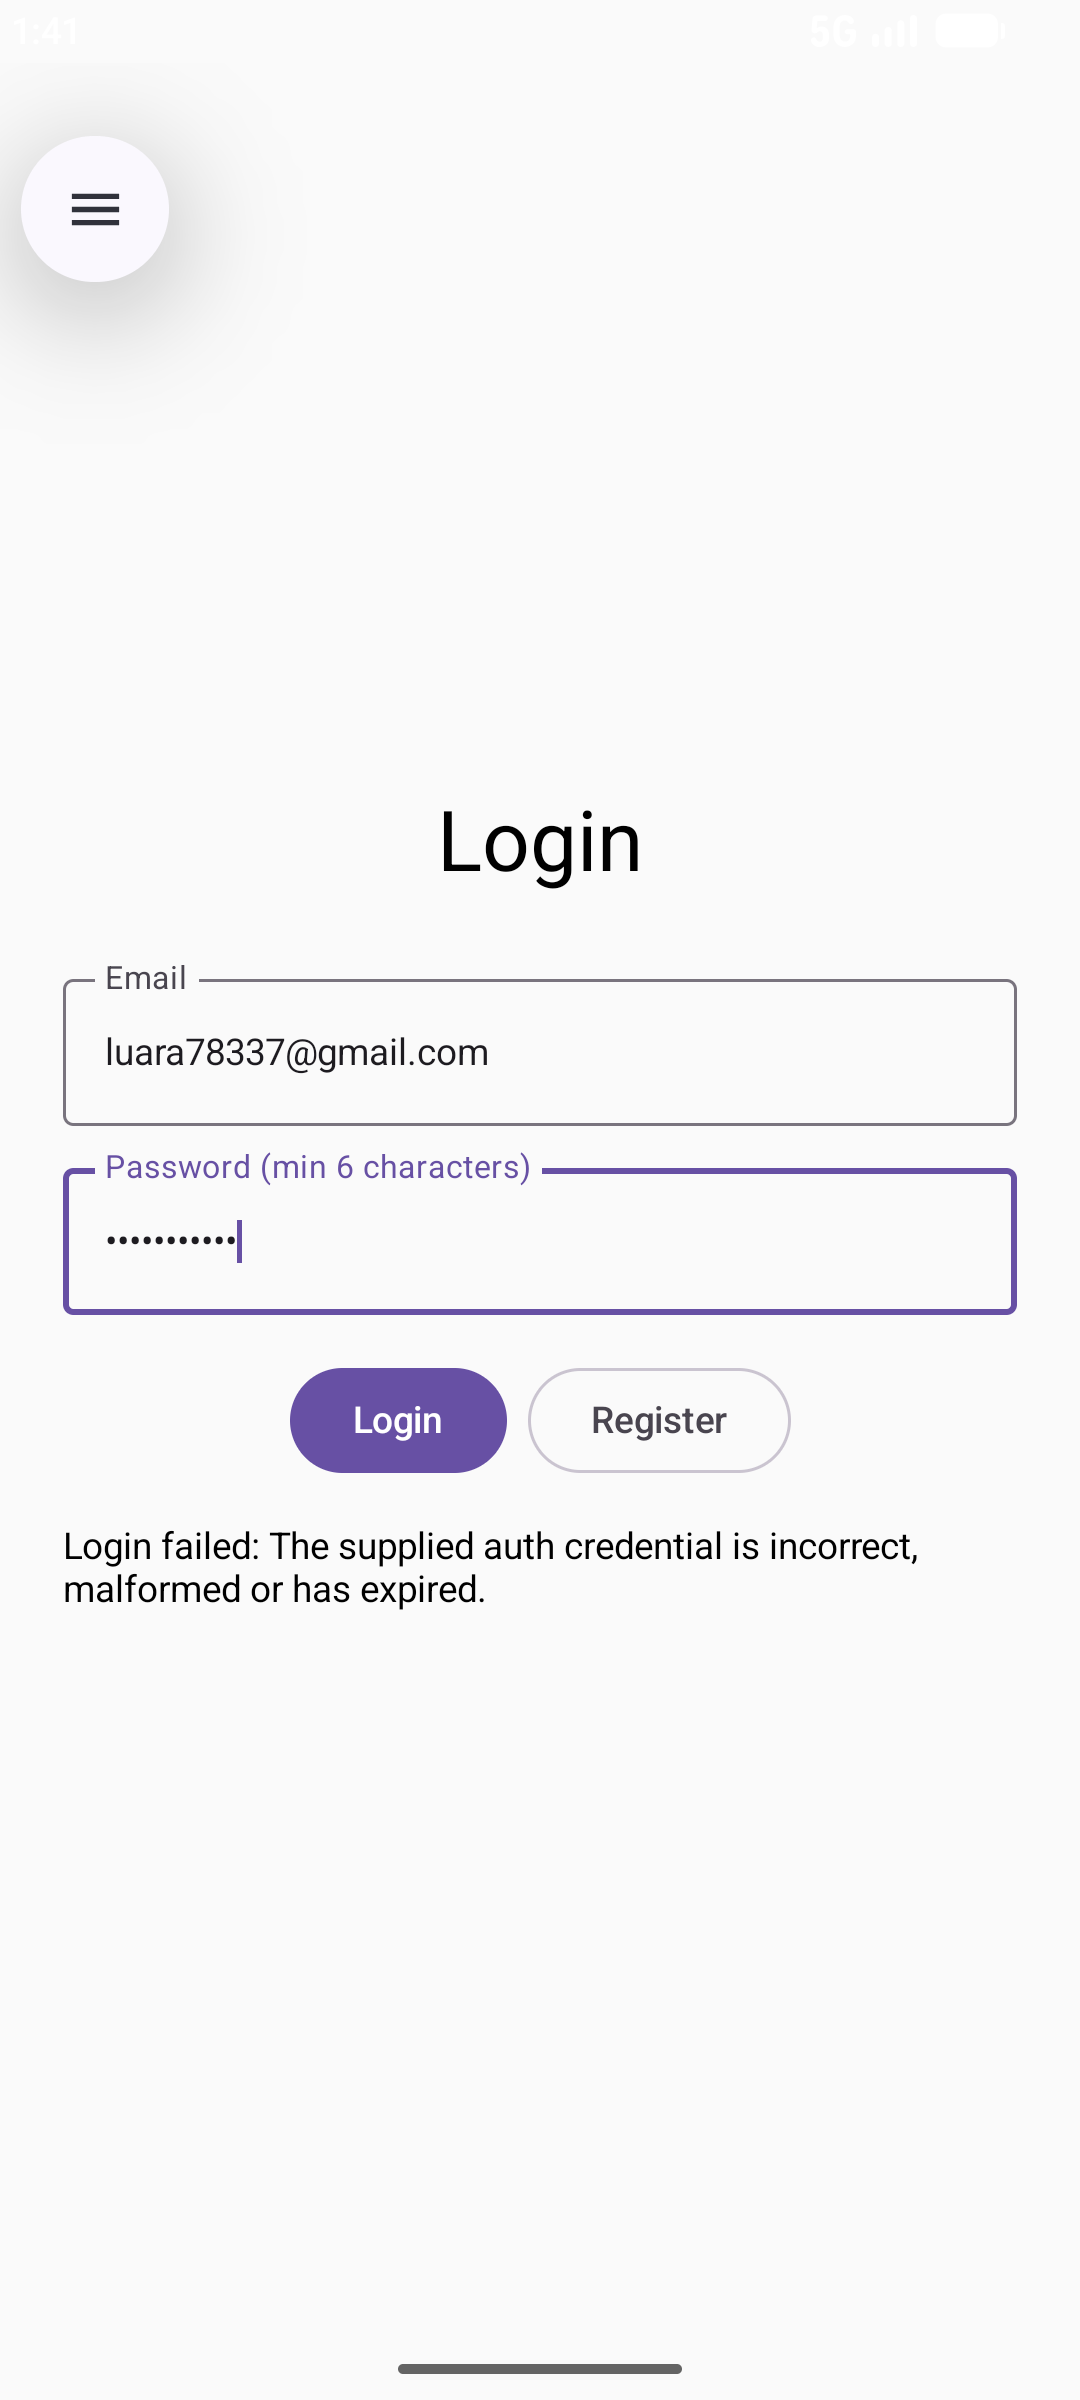 1:41 5G
Login
Email
luara78337@gmail.com
Password (min 6 characters)
•••••••••••
Login Register
Login failed: The supplied auth credential is incorrect,
malformed or has expired.